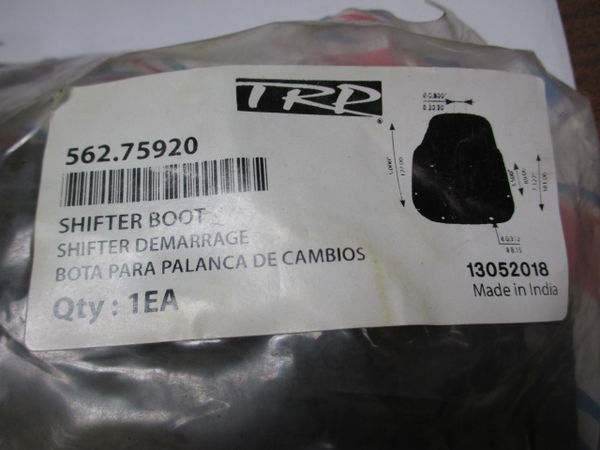 TRP
®
562.75920
SHIFTER BOOT
SHIFTER DEMARRAGE
BOTA PARA PALANCA DE CAMBIOS
Qty : 1EA
13052018
Made in India